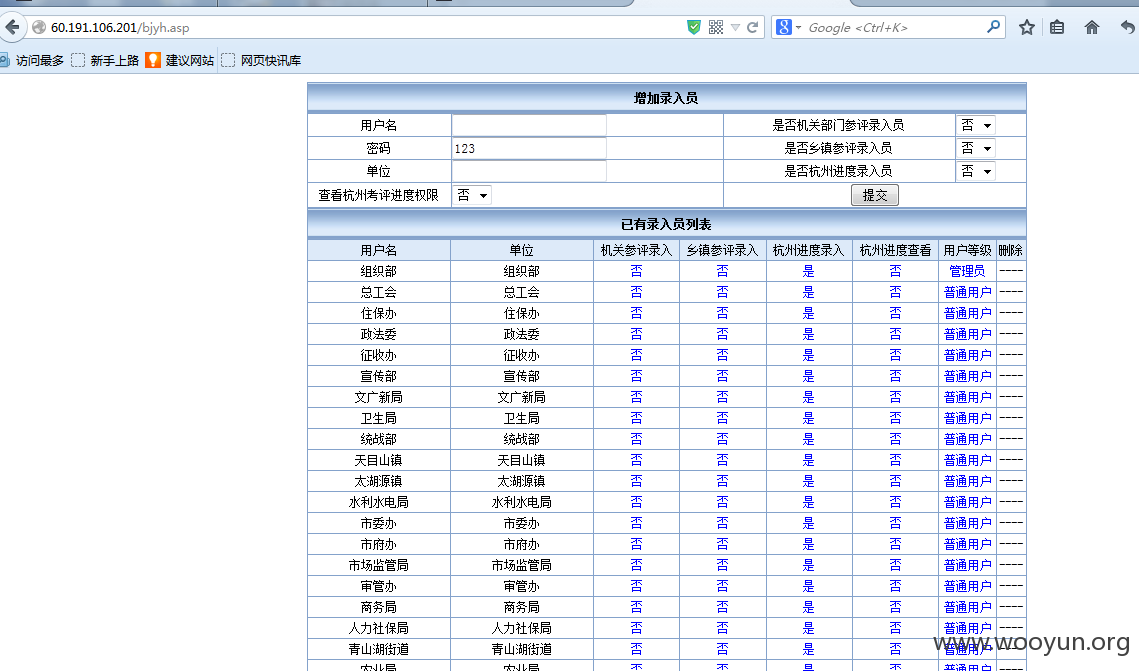 60.191.106.201/bjyh.asp
Google <Ctrl+K>
访问最多 新手上路 建议网站 网页快讯库
增加录入员
用户名 是否机关部门参评录入员 否
密码 123 是否乡镇参评录入员 否
单位 是否杭州进度录入员 否
查看杭州考评进度权限 否 提交
已有录入员列表
用户名 单位 机关参评录入 乡镇参评录入 杭州进度录入 杭州进度查看 用户等级 删除
组织部 组织部 否 否 是 否 管理员 ----
总工会 总工会 否 否 是 否 普通用户 ----
住保办 住保办 否 否 是 否 普通用户 ----
政法委 政法委 否 否 是 否 普通用户 ----
征收办 征收办 否 否 是 否 普通用户 ----
宣传部 宣传部 否 否 是 否 普通用户 ----
文广新局 文广新局 否 否 是 否 普通用户 ----
卫生局 卫生局 否 否 是 否 普通用户 ----
统战部 统战部 否 否 是 否 普通用户 ----
天目山镇 天目山镇 否 否 是 否 普通用户 ----
太湖源镇 太湖源镇 否 否 是 否 普通用户 ----
水利水电局 水利水电局 否 否 是 否 普通用户 ----
市委办 市委办 否 否 是 否 普通用户 ----
市府办 市府办 否 否 是 否 普通用户 ----
市场监管局 市场监管局 否 否 是 否 普通用户 ----
审管办 审管办 否 否 是 否 普通用户 ----
商务局 商务局 否 否 是 否 普通用户 ----
人力社保局 人力社保局 否 否 是 否 普通用户 ----
青山湖街道 青山湖街道 否 否 是 否 普通用户 ----
农业局 农业局 否 否 是 否 普通用户 ----
www.wooyun.org